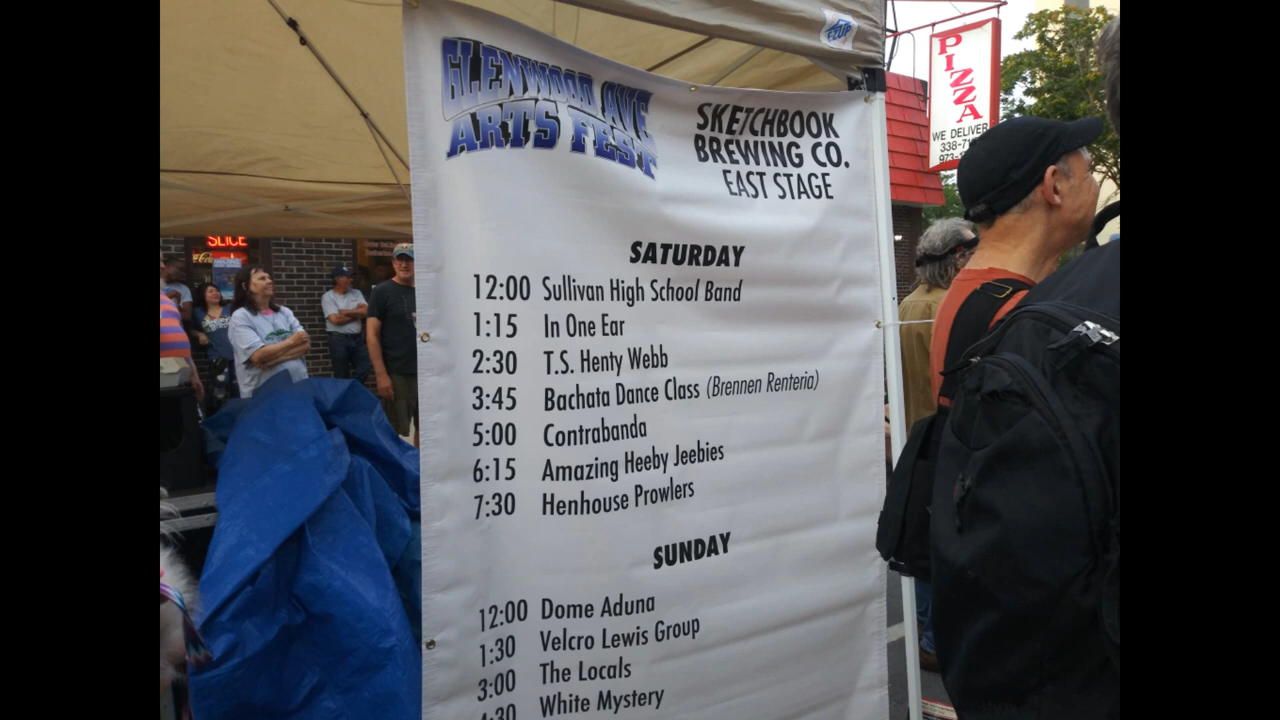 GLENWOOD AVE
ARTS FEST
SKETCHBOOK
BREWING CO.
EAST STAGE
SATURDAY
12:00 Sullivan High School Band
1:15 In One Ear
2:30 T.S. Henty Webb
3:45 Bachata Dance Class (Brennen Renteria)
5:00 Contrabanda
6:15 Amazing Heeby Jeebies
7:30 Henhouse Prowlers
SUNDAY
12:00 Dome Aduna
1:30 Velcro Lewis Group
3:00 The Locals
4:30 White Mystery
E-Z UP
PIZZA
WE DELIVER
338-7
973-
SLICE
Coca-Cola